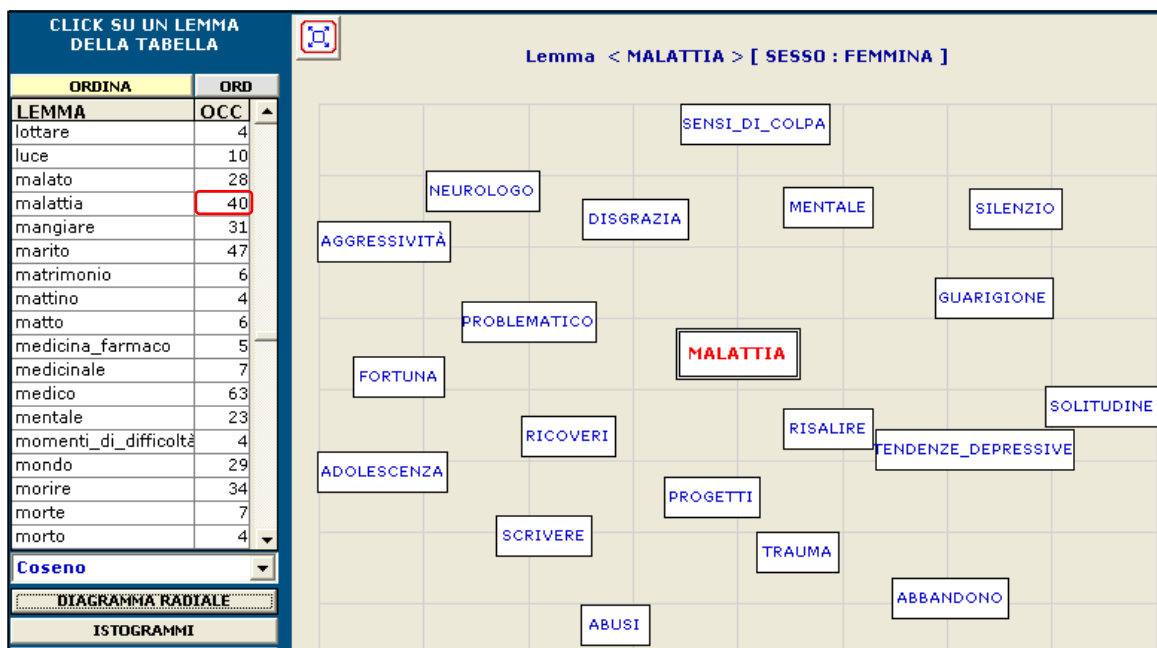 CLICK SU UN LEMMA
DELLA TABELLA
ORDINA ORD
LEMMA OCC
lottare 4
luce 10
malato 28
malattia 40
mangiare 31
marito 47
matrimonio 6
mattino 4
matto 6
medicina_farmaco 5
medicinale 7
medico 63
mentale 23
momenti_di_difficoltà 4
mondo 29
morire 34
morte 7
morto 4
Coseno
DIAGRAMMA RADIALE
ISTOGRAMMI
Lemma < MALATTIA > [ SESSO : FEMMINA ]
SENSI_DI_COLPA
NEUROLOGO
MENTALE
SILENZIO
DISGRAZIA
AGGRESSIVITÀ
GUARIGIONE
PROBLEMATICO
MALATTIA
FORTUNA
SOLITUDINE
RISALIRE
RICOVERI
TENDENZE_DEPRESSIVE
ADOLESCENZA
PROGETTI
SCRIVERE
TRAUMA
ABBANDONO
ABUSI